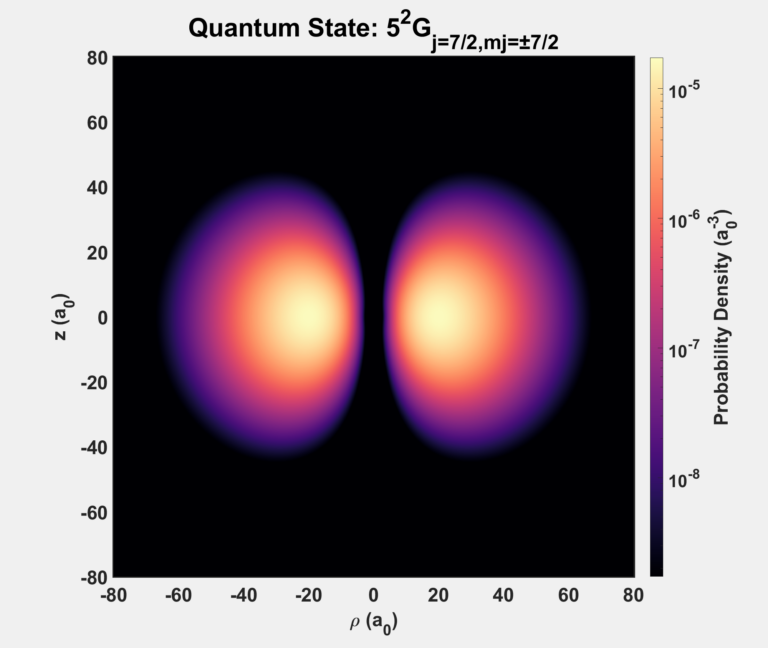 Quantum State: 5²G j=7/2,mj=±7/2
80
60
40
20
0
-20
-40
-60
-80
-80 -60 -40 -20 0 20 40 60 80
z (a₀)
ρ (a₀)
10⁻⁵
10⁻⁶
10⁻⁷
10⁻⁸
Probability Density (a₀⁻³)